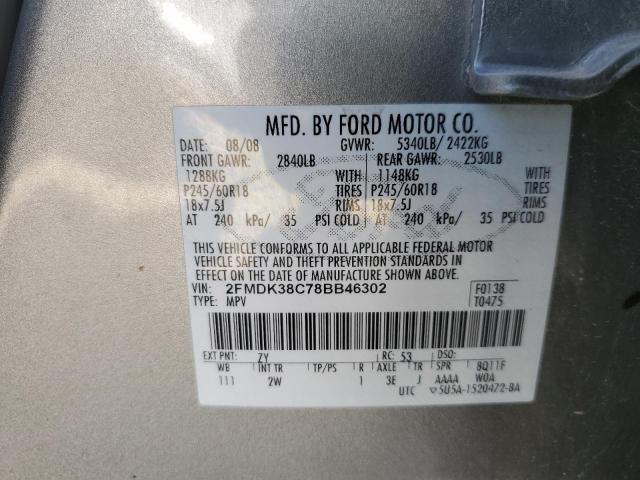 MFD. BY FORD MOTOR CO.
DATE: 08/08 GVWR: 5340LB/ 2422KG
FRONT GAWR: 2840LB REAR GAWR: 2530LB
1288KG WITH 1148KG WITH
P245/60R18 TIRES P245/60R18 TIRES
18x7.5J RIMS 18x7.5J RIMS
AT 240 kPa/ 35 PSI COLD AT 240 kPa/ 35 PSI COLD
THIS VEHICLE CONFORMS TO ALL APPLICABLE FEDERAL MOTOR
VEHICLE SAFETY AND THEFT PREVENTION STANDARDS IN
EFFECT ON THE DATE OF MANUFACTURE SHOWN ABOVE.
VIN: 2FMDK38C78BB46302 F0138
TYPE: MPV T0475
EXT PNT: ZY RC: 53 DSO:
WB INT TR TP/PS R AXLE TR SPR 8Q11F
111 2W 1 3E J AAAA W0A
UTC ▽5U5A-1520472-BA
Ford